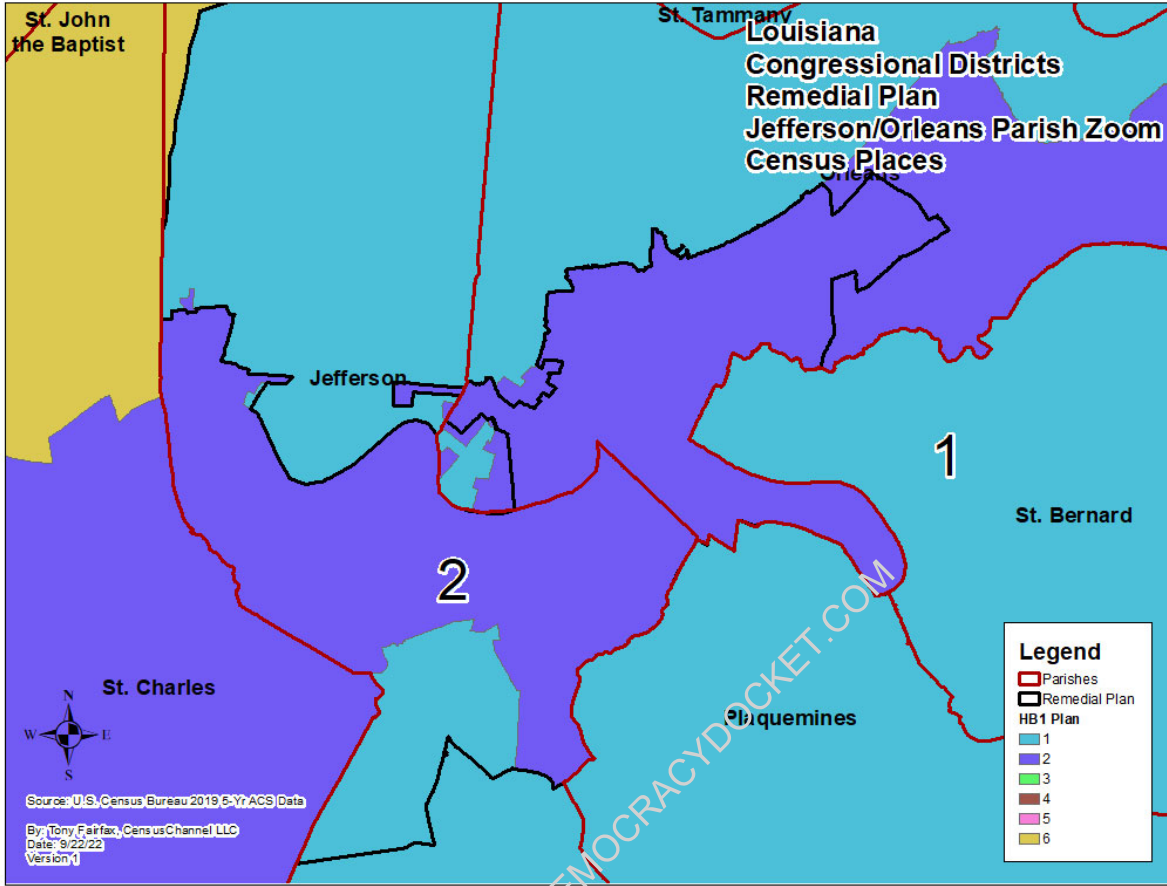 St. John
the Baptist
St. Tammany
Louisiana
Congressional Districts
Remedial Plan
Jefferson/Orleans Parish Zoom
Census Places
Orleans
Jefferson
1
St. Bernard
2
St. Charles
Plaquemines
N
W E
S
Source: U.S. Census Bureau 2019 5-Yr ACS Data
By: Tony Fairfax, CensusChannel LLC
Date: 9/22/22
Version 1
Legend
Parishes
Remedial Plan
HB1 Plan
1
2
3
4
5
6
EMOCRACYDOCKET.COM